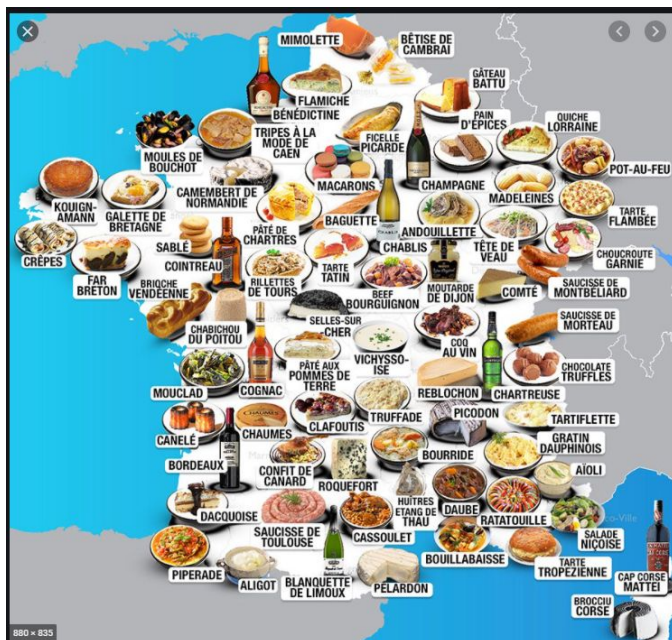 MIMOLETTE
BÊTISE DE
CAMBRAI
FLAMICHE
BÉNÉDICTINE
GÂTEAU
BATTU
MOULES DE
BOUCHOT
TRIPES À LA
MODE DE
CAEN
FICELLE
PICARDE
PAIN
D'ÉPICES
QUICHE
LORRAINE
POT-AU-FEU
KOUIGN-
AMANN
GALETTE DE
BRETAGNE
CAMEMBERT DE
NORMANDIE
MACARONS
CHAMPAGNE
MADELEINES
TARTE
FLAMBÉE
CRÊPES
FAR
BRETON
SABLÉ
COINTREAU
PÂTÉ DE
CHARTRES
BAGUETTE
CHABLIS
ANDOUILLETTE
TÊTE DE
VEAU
CHOUCROUTE
GARNIE
BRIOCHE
VENDÉENNE
RILLETTES
DE TOURS
TARTE
TATIN
BEEF
BOURGUIGNON
MOUTARDE
DE DIJON
COMTÉ
SAUCISSE DE
MONTBÉLIARD
CHABICHOU
DU POITOU
SELLES-SUR
CHER
VICHYSSO-
ISE
COQ
AU VIN
SAUCISSE DE
MORTEAU
MOUCLAD
COGNAC
PÂTÉ AUX
POMMES DE
TERRE
REBLOCHON
CHARTREUSE
CHOCOLATE
TRUFFLES
CANELÉ
CHAUMES
CLAFOUTIS
TRUFFADE
PICODON
TARTIFLETTE
BORDEAUX
CONFIT DE
CANARD
ROQUEFORT
BOURRIDE
GRATIN
DAUPHINOIS
AÏOLI
DACQUOISE
SAUCISSE DE
TOULOUSE
CASSOULET
HUÎTRES
ETANG DE
THAU
DAUBE
RATATOUILLE
SALADE
NIÇOISE
PIPERADE
ALIGOT
BLANQUETTE
DE LIMOUX
PÉLARDON
BOUILLABAISSE
TARTE
TROPÉZIENNE
CAP CORSE
MATTEI
BROCCIU
CORSE
880 × 835